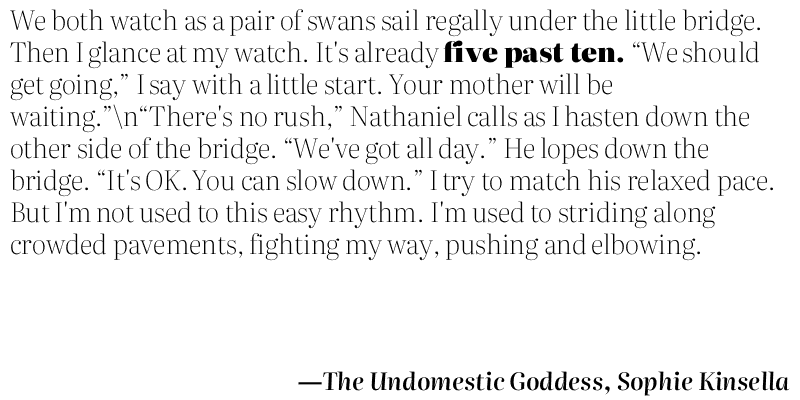 We both watch as a pair of swans sail regally under the little bridge.
Then I glance at my watch. It's already five past ten. “We should
get going,” I say with a little start. Your mother will be
waiting.”\n“There's no rush,” Nathaniel calls as I hasten down the
other side of the bridge. “We've got all day.” He lopes down the
bridge. “It's OK. You can slow down.” I try to match his relaxed pace.
But I'm not used to this easy rhythm. I'm used to striding along
crowded pavements, fighting my way, pushing and elbowing.
—The Undomestic Goddess, Sophie Kinsella